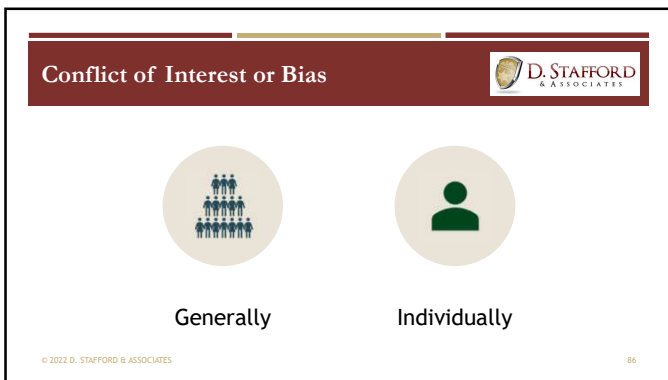 Conflict of Interest or Bias
D. STAFFORD
& ASSOCIATES
Generally
Individually
© 2022 D. STAFFORD & ASSOCIATES
86